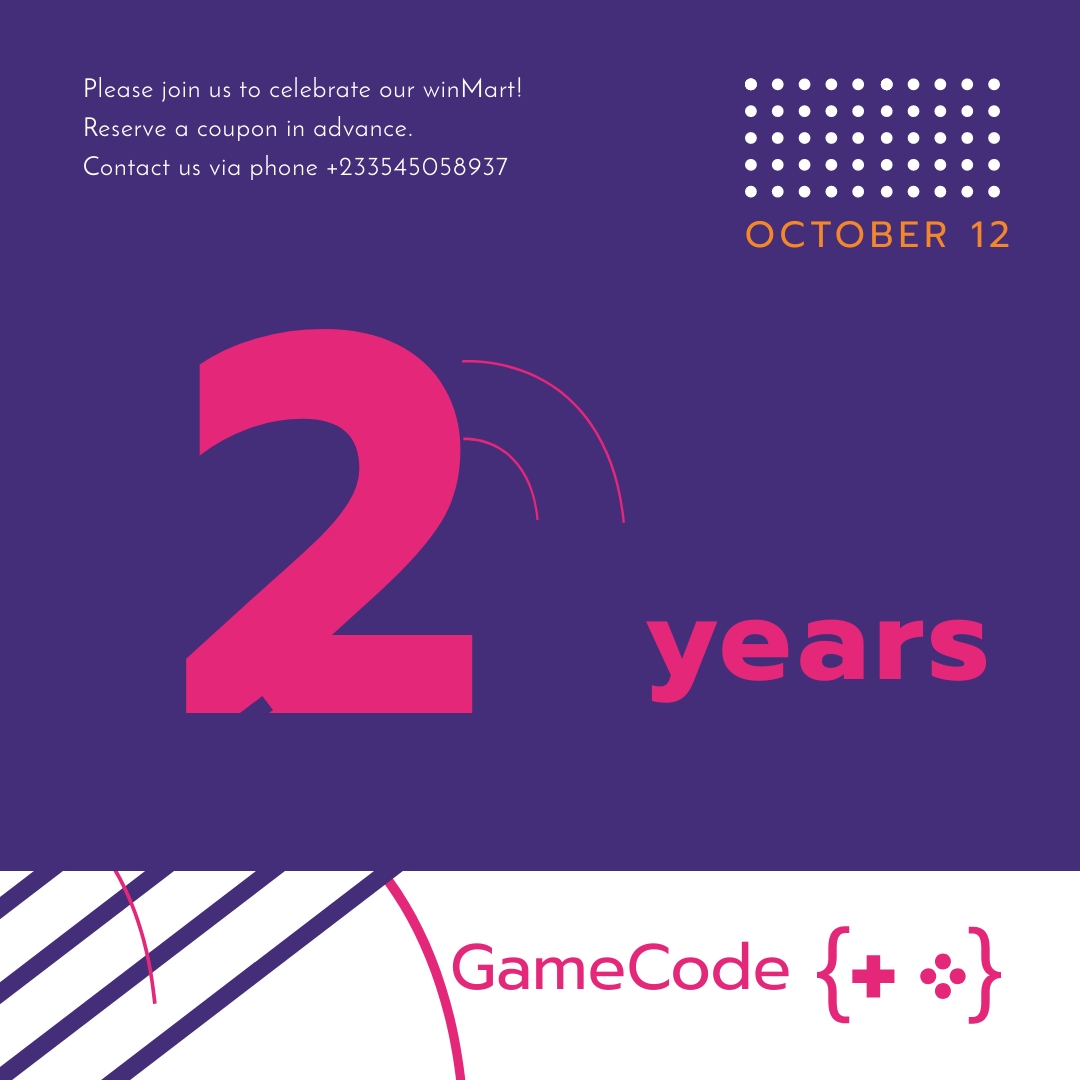 Please join us to celebrate our winMart!
Reserve a coupon in advance.
Contact us via phone +233545058937
OCTOBER 12
2
years
GameCode